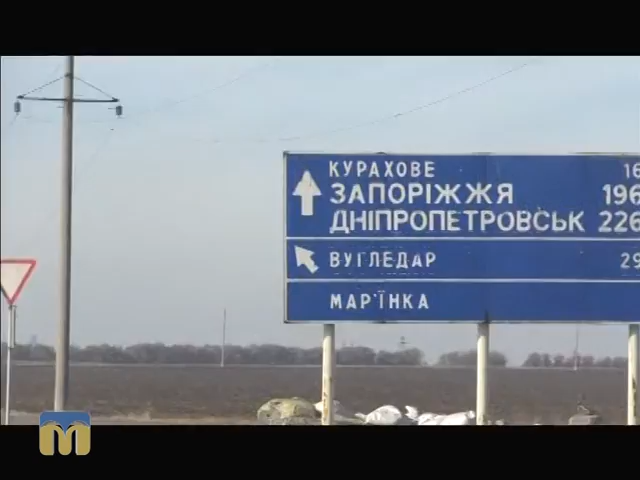 КУРАХОВЕ 16
ЗАПОРІЖЖЯ 196
ДНІПРОПЕТРОВСЬК 226
ВУГЛЕДАР 29
МАР'ЇНКА
М